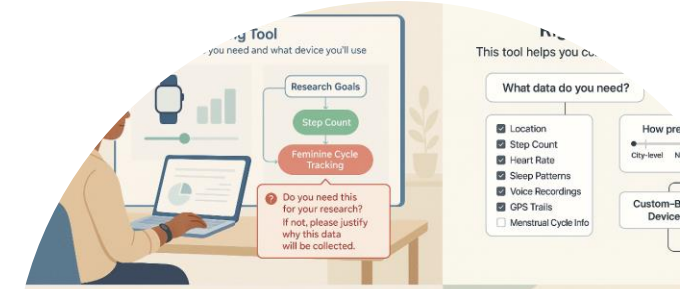 Tool
you need and what device you'll use
Research Goals
Step Count
Feminine Cycle
Tracking
? Do you need this
for your research?
If not, please justify
why this data
will be collected.
This tool helps you
What data do you need?
Location
Step Count
Heart Rate
Sleep Patterns
Voice Recordings
GPS Trails
Menstrual Cycle Info
How
City-level
Device